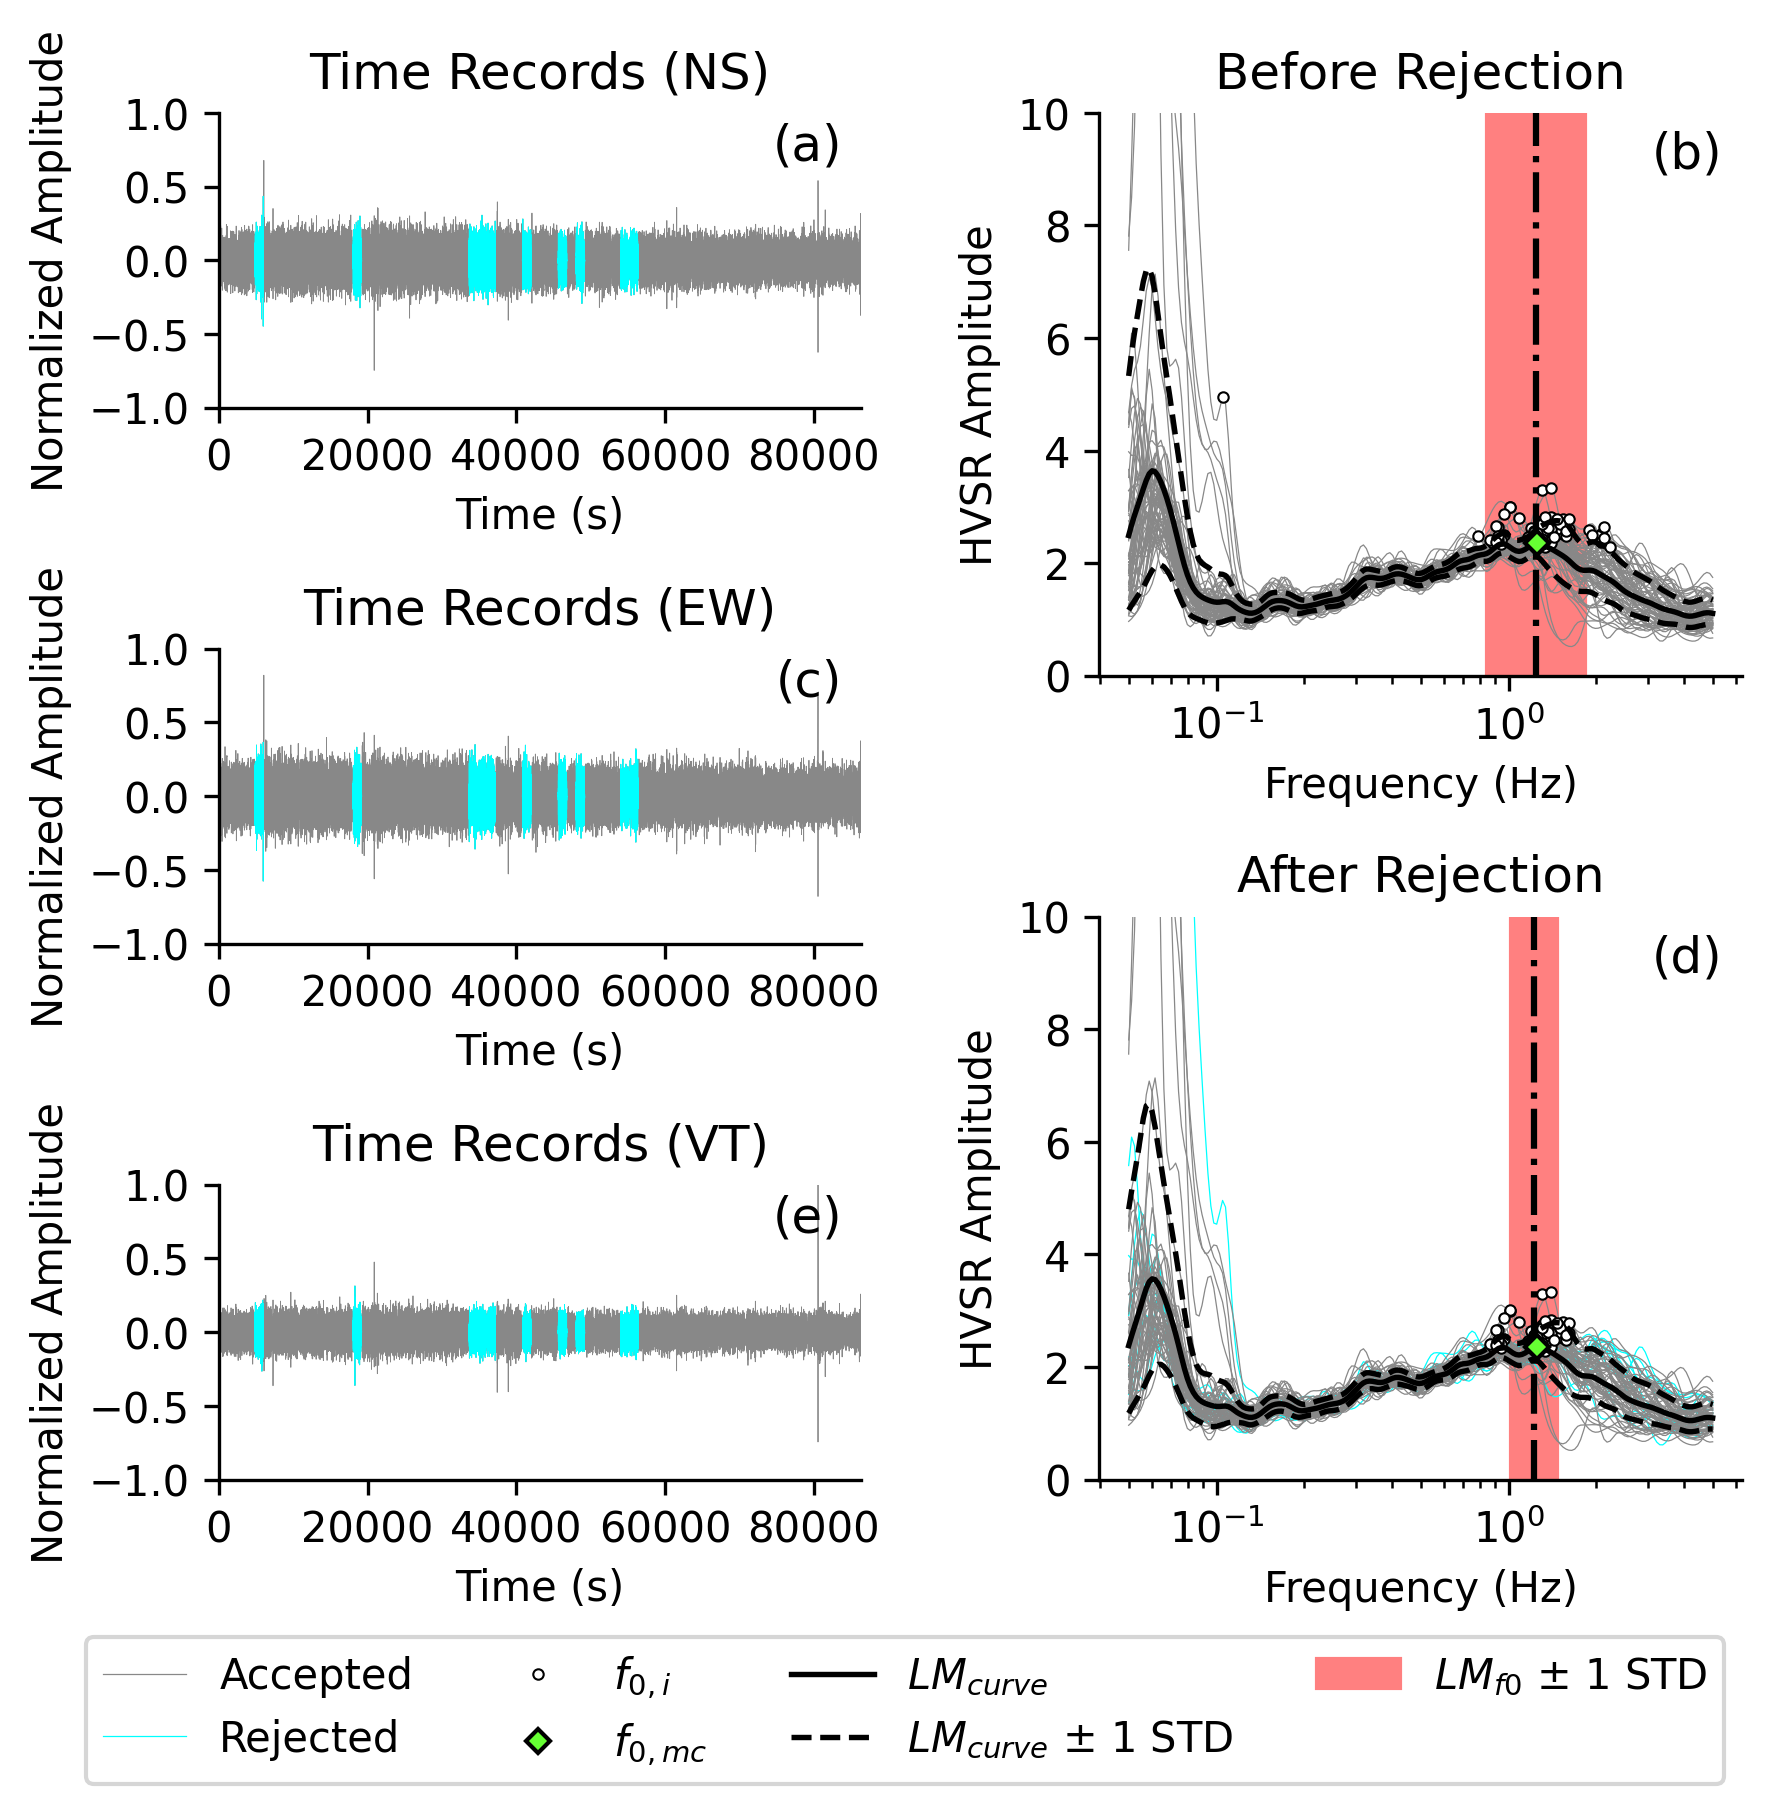 Time Records (NS)
Normalized Amplitude
1.0
0.5
0.0
−0.5
−1.0
(a)
0 20000 40000 60000 80000
Time (s)
Before Rejection
HVSR Amplitude
10
8
6
4
2
0
(b)
10⁻¹ 10⁰
Frequency (Hz)
Time Records (EW)
Normalized Amplitude
1.0
0.5
0.0
−0.5
−1.0
(c)
0 20000 40000 60000 80000
Time (s)
After Rejection
HVSR Amplitude
10
8
6
4
2
0
(d)
10⁻¹ 10⁰
Frequency (Hz)
Time Records (VT)
Normalized Amplitude
1.0
0.5
0.0
−0.5
−1.0
(e)
0 20000 40000 60000 80000
Time (s)
Accepted
Rejected
f0,i
f0,mc
LMcurve
LMcurve ± 1 STD
LMf0 ± 1 STD